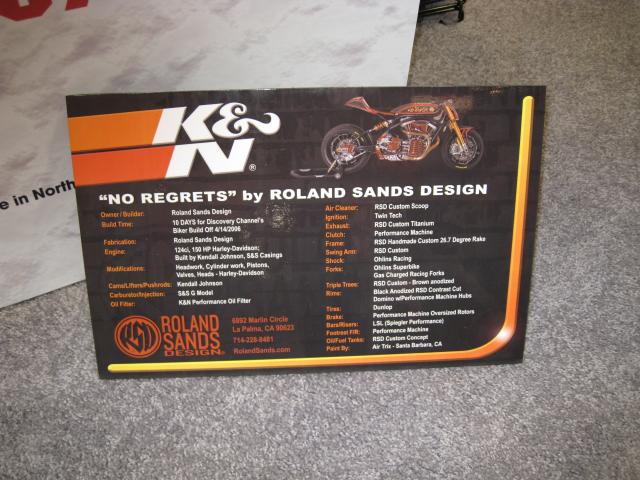 K&N®
"NO REGRETS" by ROLAND SANDS DESIGN
Owner / Builder: Roland Sands Design
Build Time: 10 DAYS for Discovery Channel's
Biker Build Off 4/14/2006
Fabrication: Roland Sands Design
Engine: 124ci, 150 HP Harley-Davidson;
Built by Kendall Johnson, S&S Casings
Modifications: Headwork, Cylinder work, Pistons,
Valves, Heads - Harley-Davidson
Cams/Lifters/Pushrods: Kendall Johnson
Carburetor/Injection: S&S G Model
Oil Filter: K&N Performance Oil Filter
Air Cleaner: RSD Custom Scoop
Ignition: Twin Tech
Exhaust: RSD Custom Titanium
Clutch: Performance Machine
Frame: RSD Handmade Custom 26.7 Degree Rake
Swing Arm: RSD Custom
Shock: Ohlins Racing
Forks: Ohlins Superbike
Gas Charged Racing Forks
Triple Trees: RSD Custom - Brown anodized
Rims: Black Anodized RSD Contrast Cut
Domino w/Performance Machine Hubs
Tires: Dunlop
Brake: Performance Machine Oversized Rotors
Bars/Risers: LSL (Spiegler Performance)
Footrest F/R: Performance Machine
Oil/Fuel Tanks: RSD Custom Concept
Paint By: Air Trix - Santa Barbara, CA
RSD
ROLAND
SANDS
DESIGN
6892 Marlin Circle
La Palma, CA 90623
714-228-8481
RolandSands.com
e in North